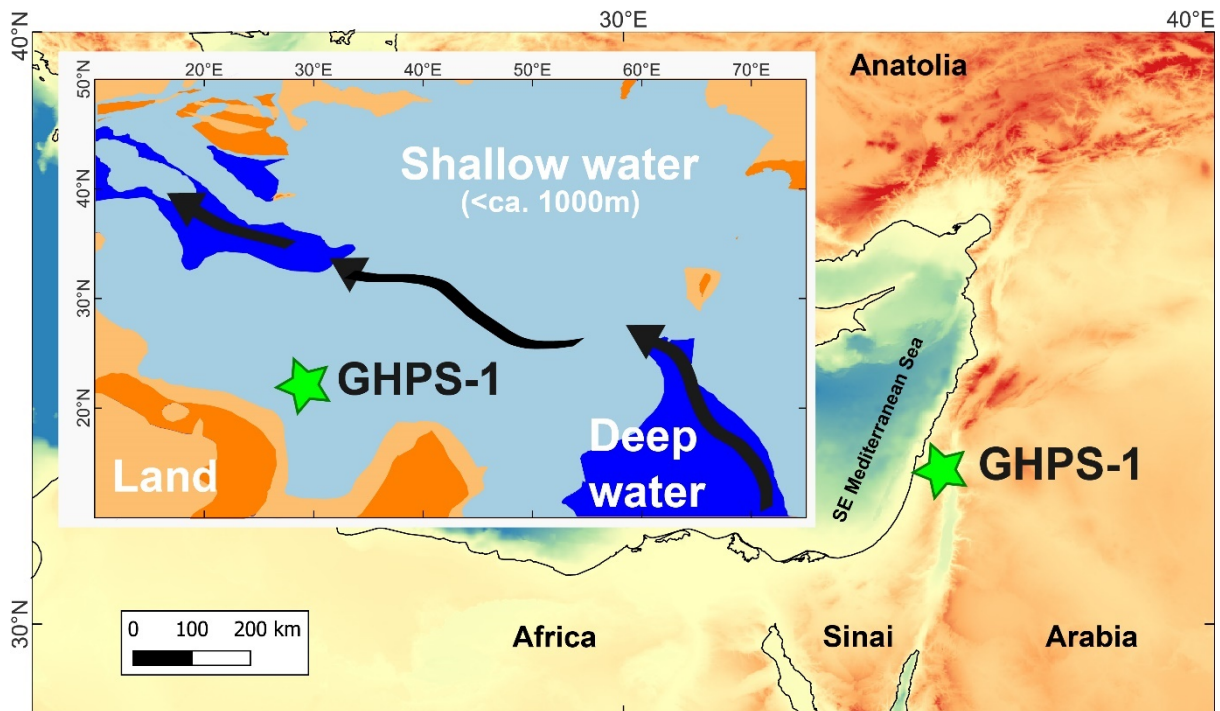 30°E
40°E
40°N
Anatolia
20°E
30°E
40°E
50°E
60°E
70°E
50°N
Shallow water
(<ca. 1000m)
40°N
30°N
GHPS-1
20°N
Land
Deep
water
SE Mediterranean Sea
GHPS-1
30°N
0 100 200 km
Africa
Sinai
Arabia